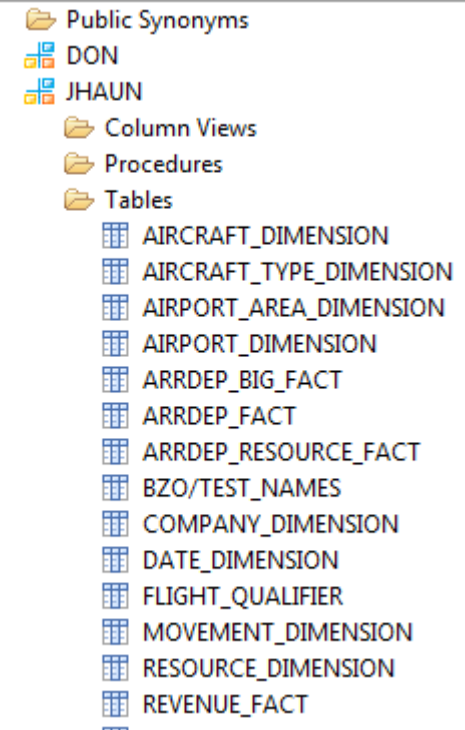 Public Synonyms
DON
JHAUN
Column Views
Procedures
Tables
AIRCRAFT_DIMENSION
AIRCRAFT_TYPE_DIMENSION
AIRPORT_AREA_DIMENSION
AIRPORT_DIMENSION
ARRDEP_BIG_FACT
ARRDEP_FACT
ARRDEP_RESOURCE_FACT
BZO/TEST_NAMES
COMPANY_DIMENSION
DATE_DIMENSION
FLIGHT_QUALIFIER
MOVEMENT_DIMENSION
RESOURCE_DIMENSION
REVENUE_FACT